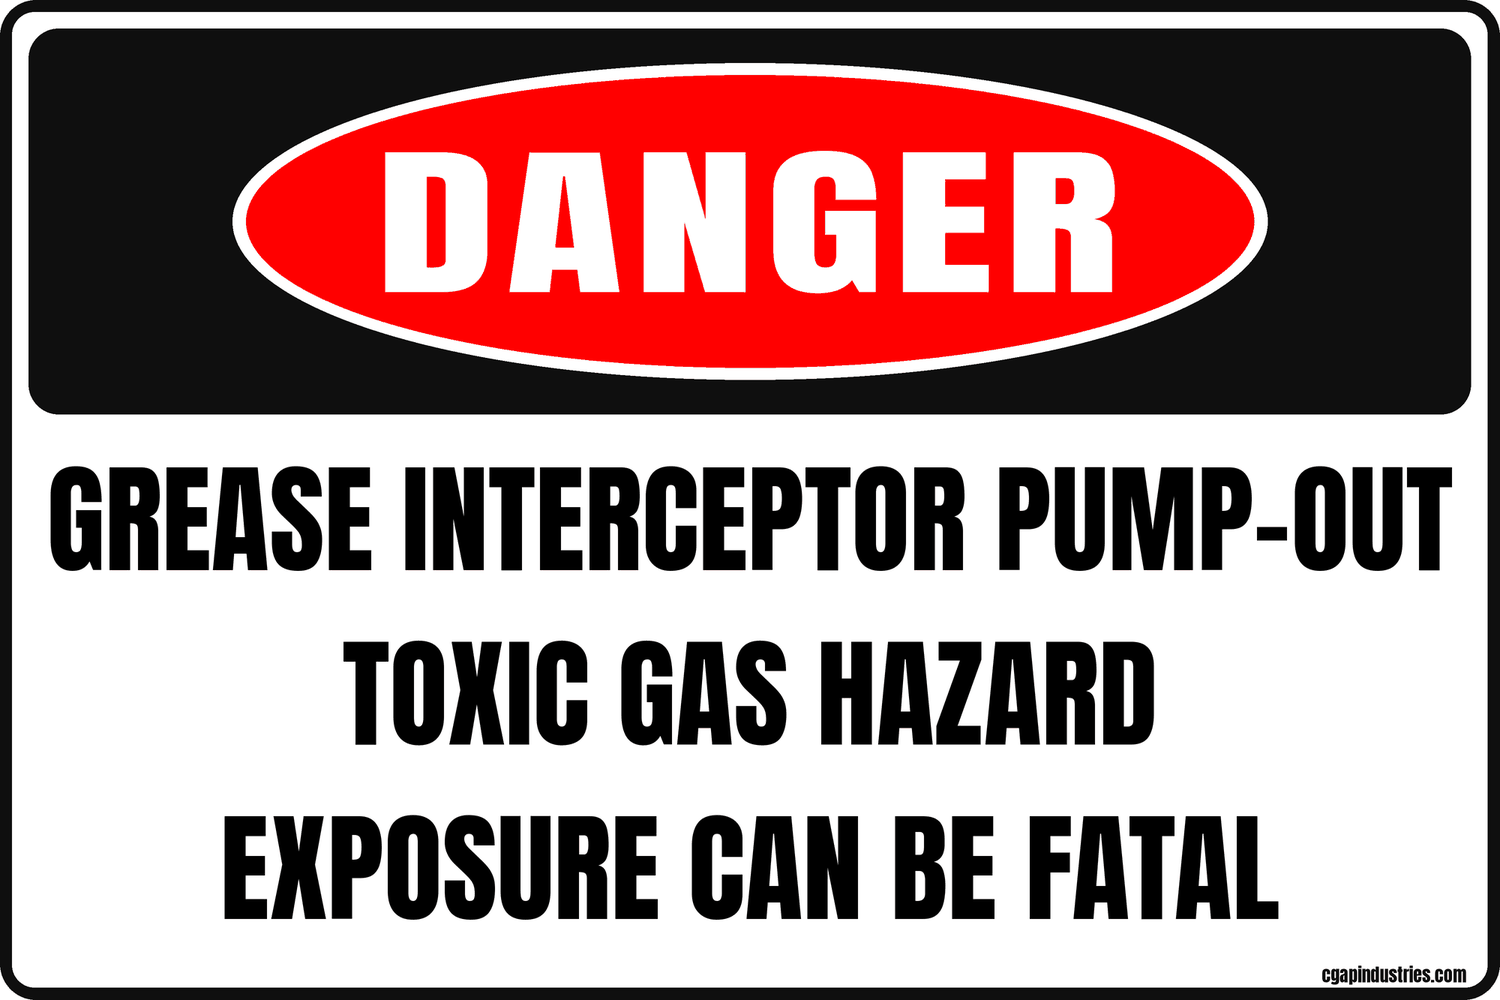 DANGER
GREASE INTERCEPTOR PUMP-OUT
TOXIC GAS HAZARD
EXPOSURE CAN BE FATAL
cgapindustries.com